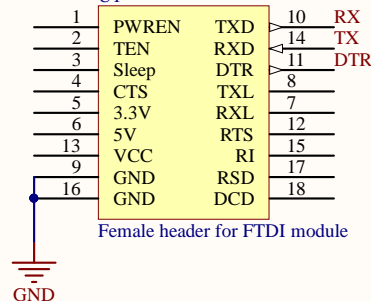 1 PWREN TXD 10 RX
2 TEN RXD 14 TX
3 Sleep DTR 11 DTR
4 CTS TXL 8
5 3.3V RXL 7
6 5V RTS 12
13 VCC RI 15
9 GND RSD 17
16 GND DCD 18
Female header for FTDI module
GND